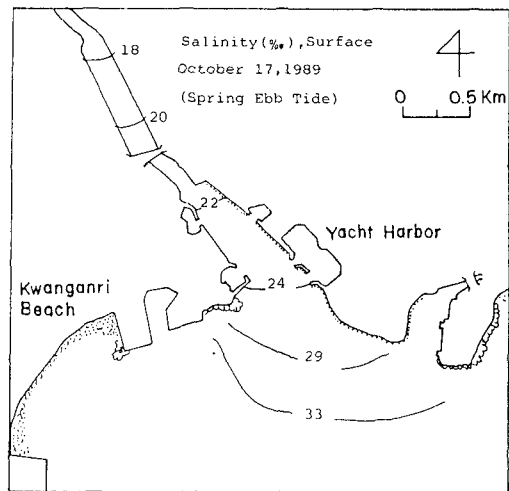 Salinity(‰),Surface
October 17,1989
(Spring Ebb Tide)
0 0.5 Km
18
20
22
Yacht Harbor
24
Kwanganri
Beach
29
33